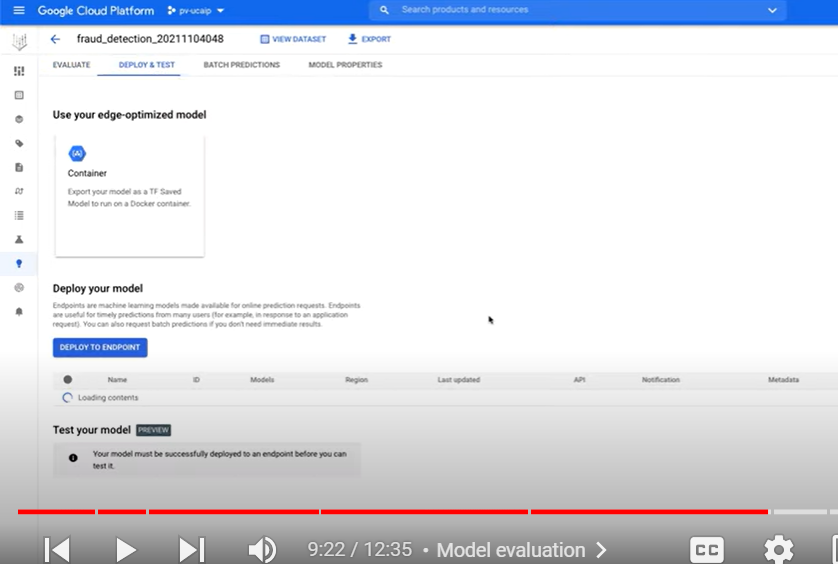 Google Cloud Platform pv-ucaip Search products and resources
fraud_detection_20211104048 VIEW DATASET EXPORT
EVALUATE DEPLOY & TEST BATCH PREDICTIONS MODEL PROPERTIES
Use your edge-optimized model
Container
Export your model as a TF Saved
Model to run on a Docker container.
Deploy your model
Endpoints are machine learning models made available for online prediction requests. Endpoints
are useful for timely predictions from many users (for example, in response to an application
request). You can also request batch predictions if you don't need immediate results.
DEPLOY TO ENDPOINT
Name ID Models Region Last updated API Notification Metadata
Loading contents
Test your model PREVIEW
Your model must be successfully deployed to an endpoint before you can
test it.
9:22 / 12:35 • Model evaluation CC